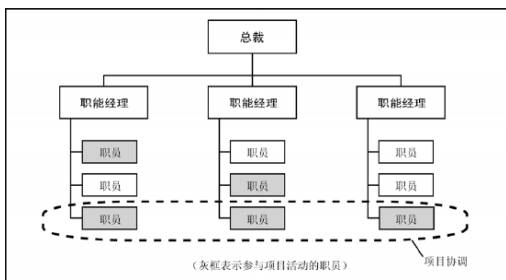 总裁
职能经理 职能经理 职能经理
职员 职员 职员
职员 职员 职员
职员 职员 职员
(灰框表示参与项目活动的职员)
项目协调